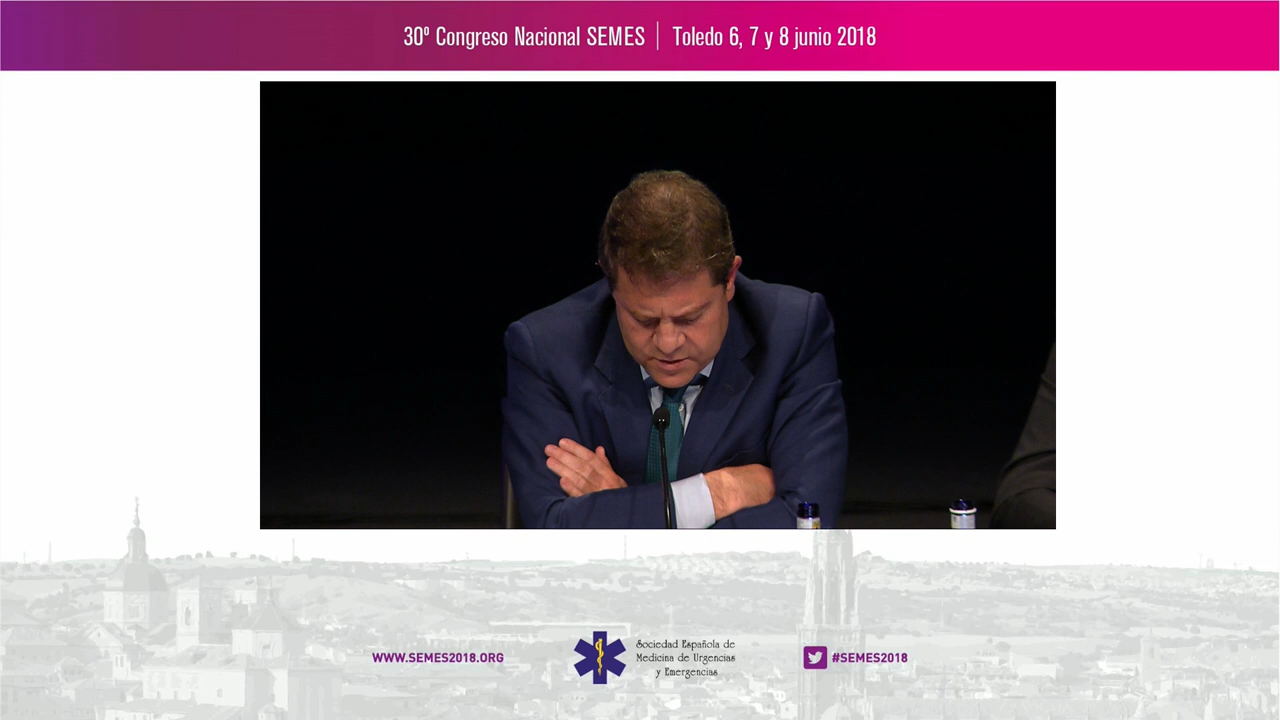 30º Congreso Nacional SEMES | Toledo 6, 7 y 8 junio 2018
WWW.SEMES2018.ORG
Sociedad Española de
Medicina de Urgencias
y Emergencias
#SEMES2018